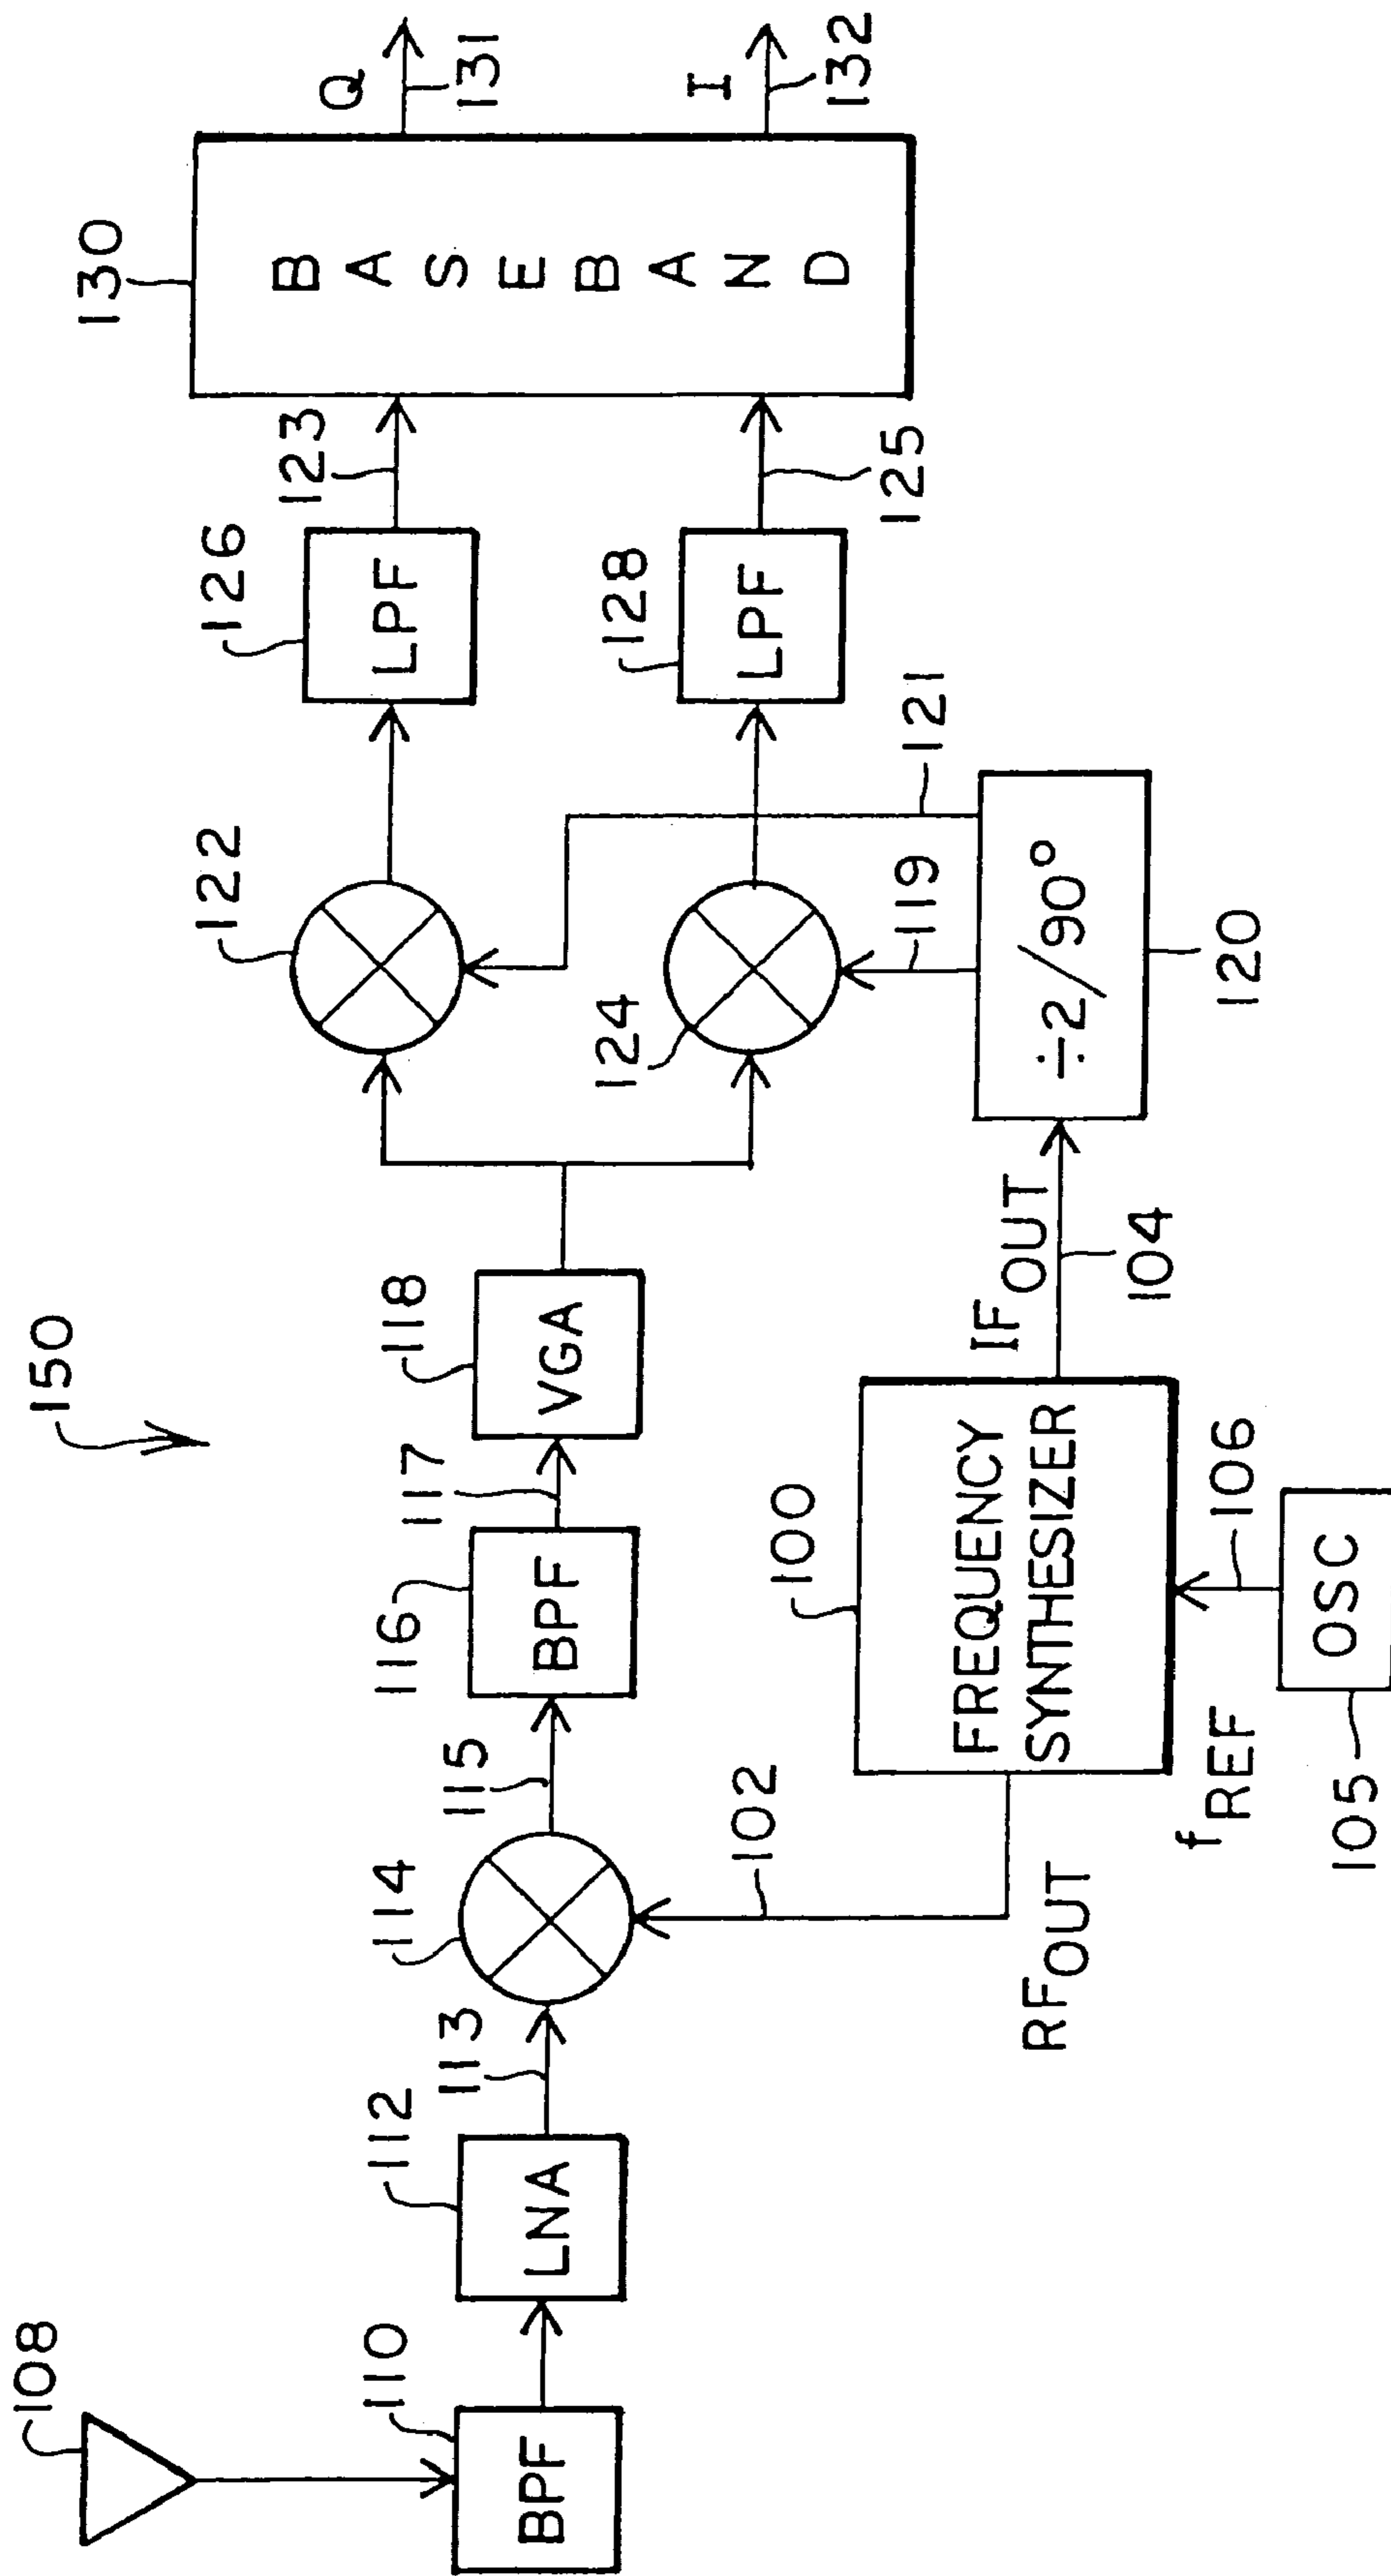 150
108
110
BPF
112
LNA
113
114
115
116
BPF
117
118
VGA
122
124
126
LPF
128
LPF
123
125
130
BASEBAND
Q
131
I
132
102
RF OUT
100
FREQUENCY
SYNTHESIZER
IF OUT
104
÷2/90°
120
119
121
f REF
106
OSC
105